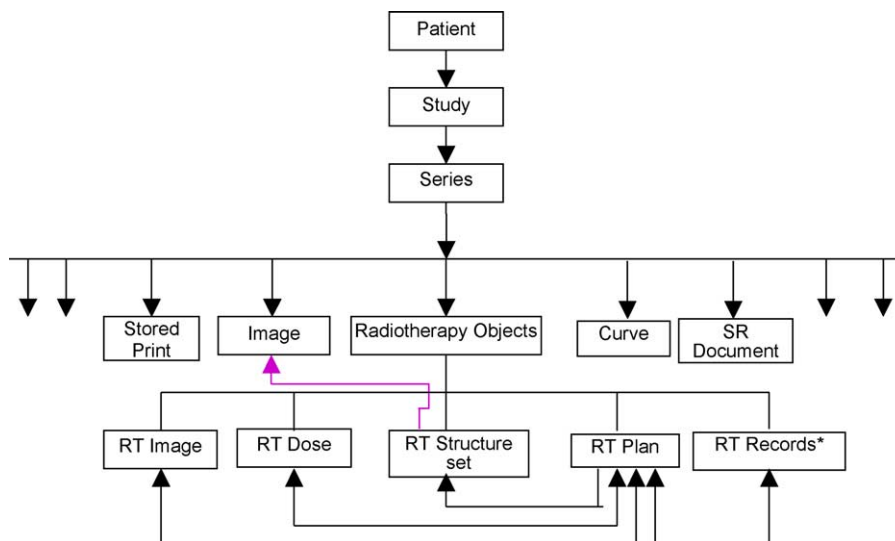 Patient
Study
Series
Stored
Print
Image
Radiotherapy Objects
Curve
SR
Document
RT Image
RT Dose
RT Structure
set
RT Plan
RT Records*